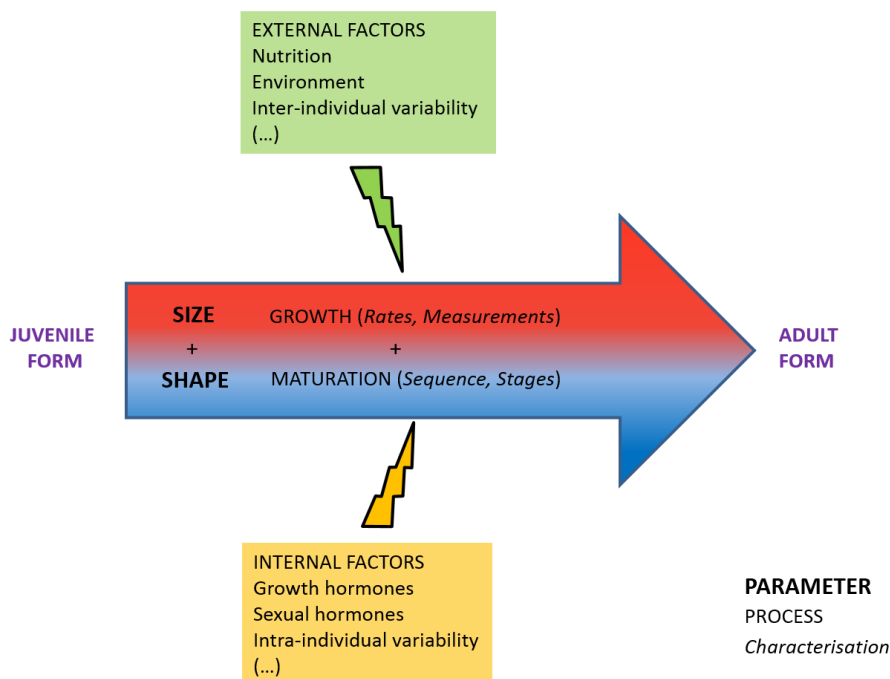 EXTERNAL FACTORS
Nutrition
Environment
Inter-individual variability
(...)
JUVENILE
FORM
SIZE
+
SHAPE
GROWTH (Rates, Measurements)
+
MATURATION (Sequence, Stages)
ADULT
FORM
INTERNAL FACTORS
Growth hormones
Sexual hormones
Intra-individual variability
(...)
PARAMETER
PROCESS
Characterisation